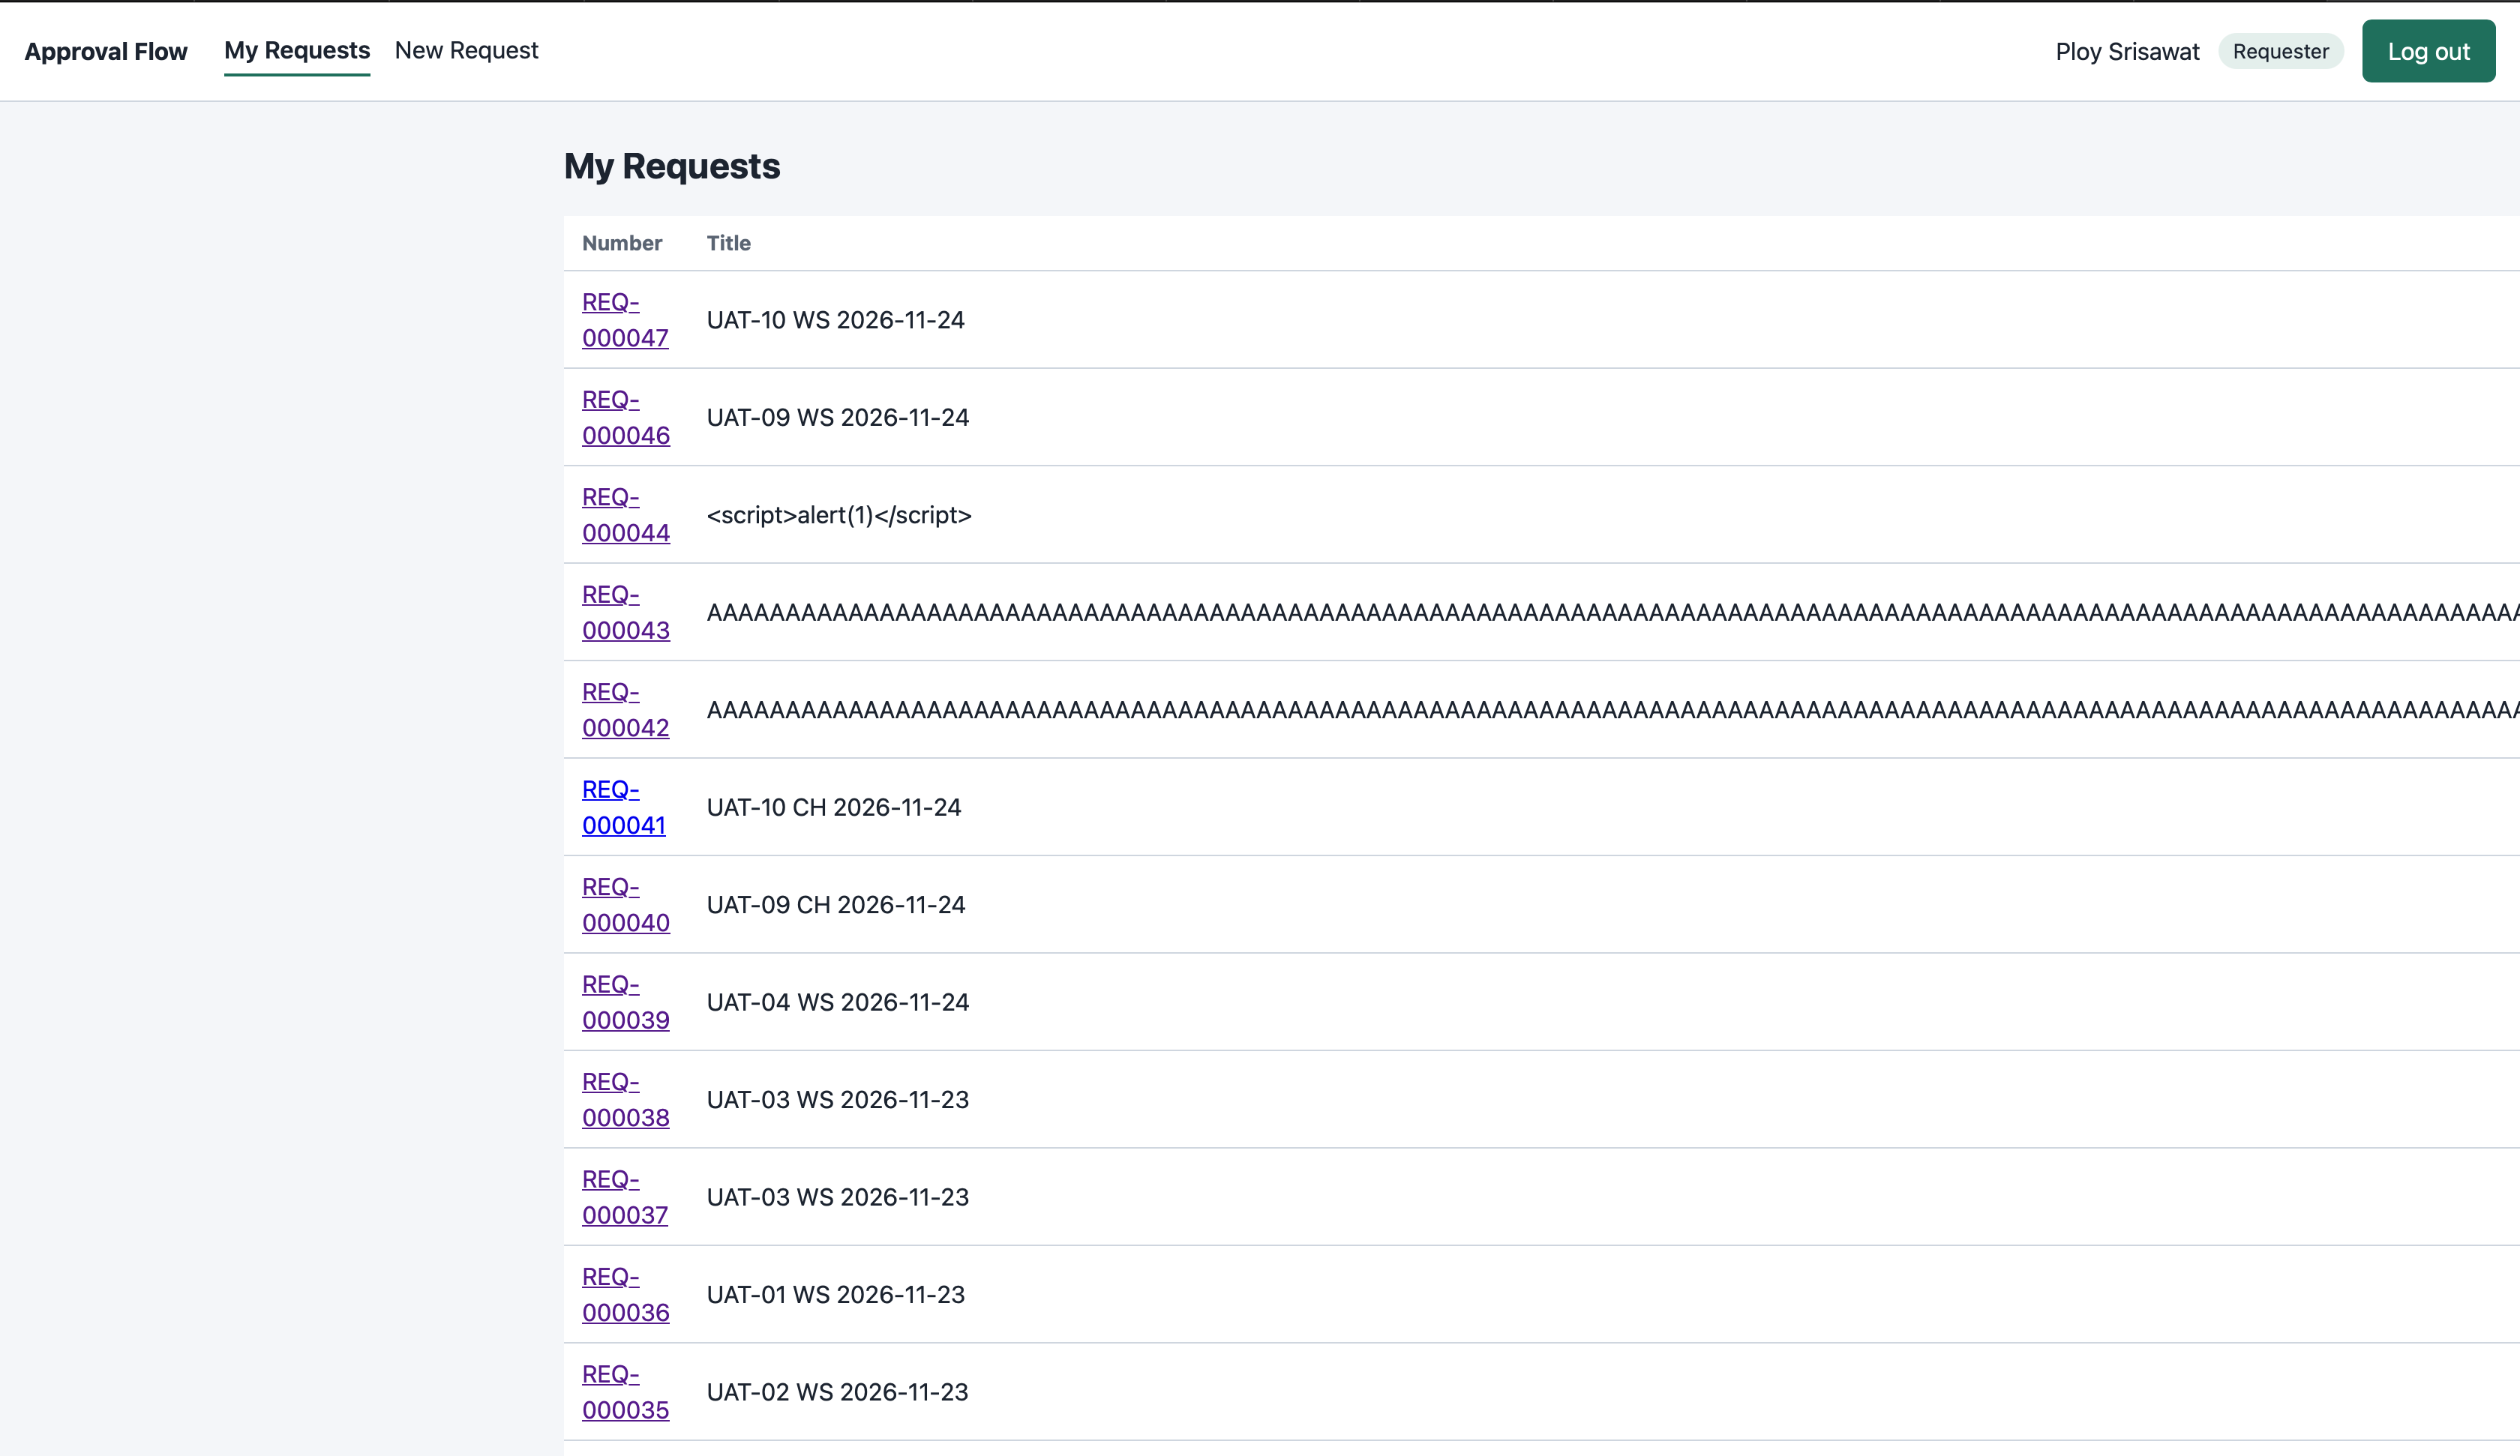 Approval Flow My Requests New Request Ploy Srisawat Requester Log out
My Requests
Number Title
REQ-
000047 UAT-10 WS 2026-11-24
REQ-
000046 UAT-09 WS 2026-11-24
REQ-
000044 <script>alert(1)</script>
REQ-
000043 AAAAAAAAAAAAAAAAAAAAAAAAAAAAAAAAAAAAAAAAAAAAAAAAAAAAAAAAAAAAAAAAAAAAAAAAAAAAAAAAAAAAAAAAAAAAAAAAAAAAAAAAAAAAAAAAAAAA
REQ-
000042 AAAAAAAAAAAAAAAAAAAAAAAAAAAAAAAAAAAAAAAAAAAAAAAAAAAAAAAAAAAAAAAAAAAAAAAAAAAAAAAAAAAAAAAAAAAAAAAAAAAAAAAAAAAAAAAAAAAA
REQ-
000041 UAT-10 CH 2026-11-24
REQ-
000040 UAT-09 CH 2026-11-24
REQ-
000039 UAT-04 WS 2026-11-24
REQ-
000038 UAT-03 WS 2026-11-23
REQ-
000037 UAT-03 WS 2026-11-23
REQ-
000036 UAT-01 WS 2026-11-23
REQ-
000035 UAT-02 WS 2026-11-23